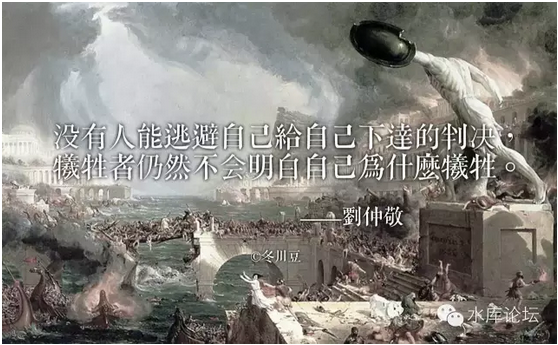 没有人能逃避自己給自己下達的判决，
犧牲者仍然不会明白自己爲什麼犧牲。
——劉仲敬
©冬川豆
水库论坛